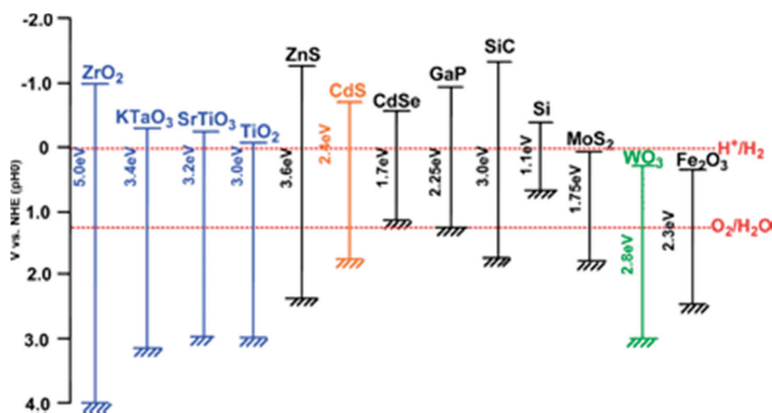 V vs. NHE (pH0)
-2.0
-1.0
0
1.0
2.0
3.0
4.0
ZrO₂
5.0eV
KTaO₃
3.4eV
SrTiO₃
3.2eV
TiO₂
3.0eV
ZnS
3.6eV
CdS
2.4eV
CdSe
1.7eV
GaP
2.25eV
SiC
3.0eV
Si
1.1eV
MoS₂
1.75eV
WO₃
2.8eV
Fe₂O₃
2.3eV
H⁺/H₂
O₂/H₂O